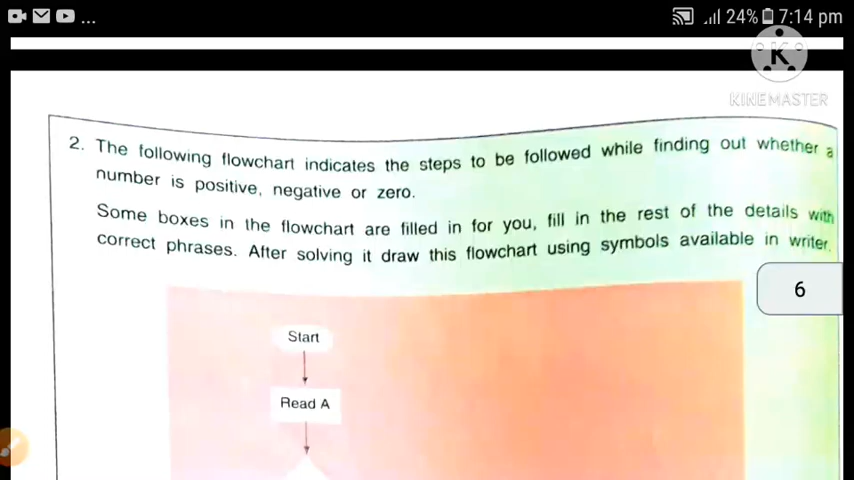 ... 24% 7:14 pm
K
KINEMASTER
2. The following flowchart indicates the steps to be followed while finding out whether a
number is positive, negative or zero.
Some boxes in the flowchart are filled in for you, fill in the rest of the details with
correct phrases. After solving it draw this flowchart using symbols available in writer.
6
Start
Read A